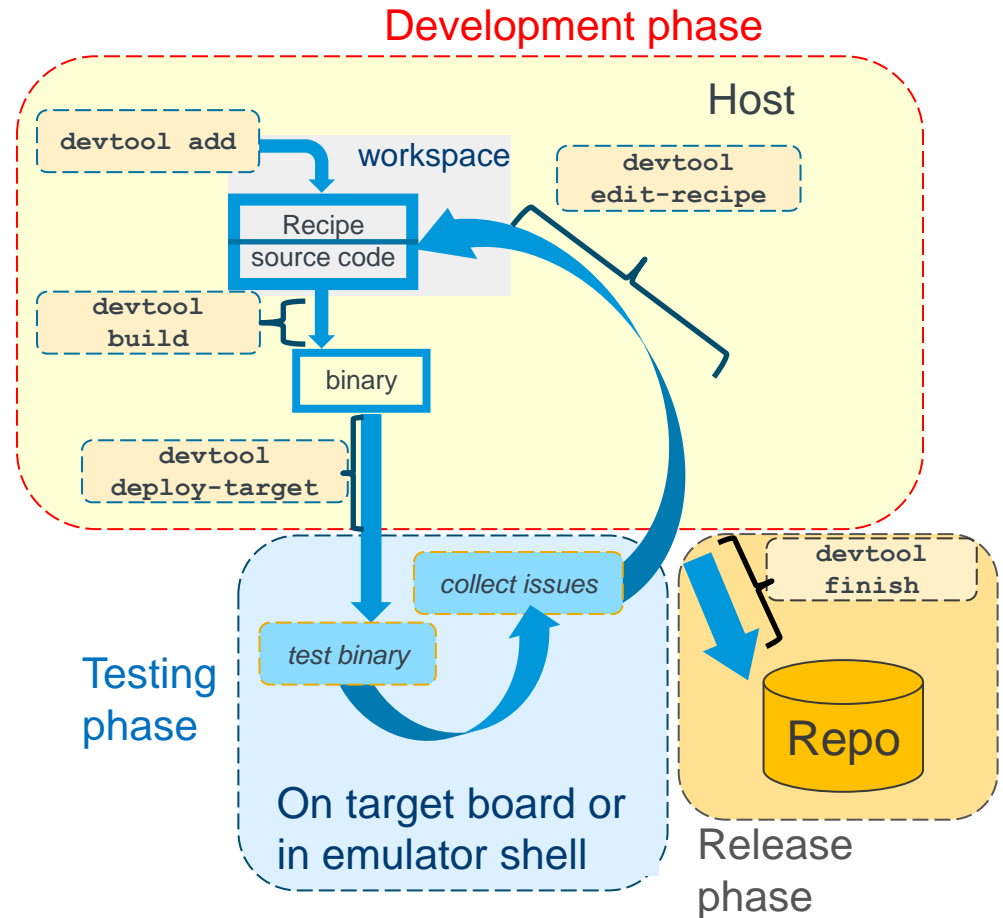 Development phase
Host
devtool add
workspace
devtool
edit-recipe
Recipe
source code
devtool
build
binary
devtool
deploy-target
devtool
finish
collect issues
test binary
Testing
phase
Repo
On target board or
in emulator shell
Release
phase